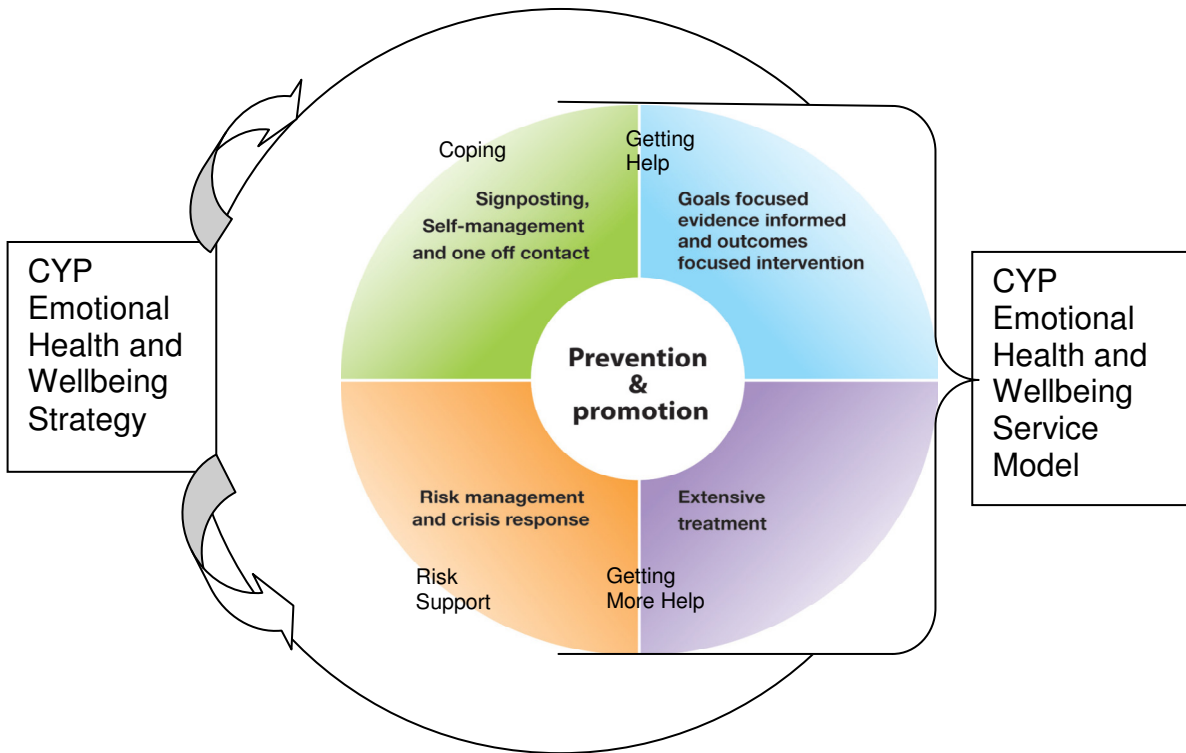 CYP
Emotional
Health and
Wellbeing
Strategy
Coping
Signposting,
Self-management
and one off contact
Getting
Help
Goals focused
evidence informed
and outcomes
focused intervention
Prevention
&
promotion
Risk management
and crisis response
Risk
Support
Extensive
treatment
Getting
More Help
CYP
Emotional
Health and
Wellbeing
Service
Model